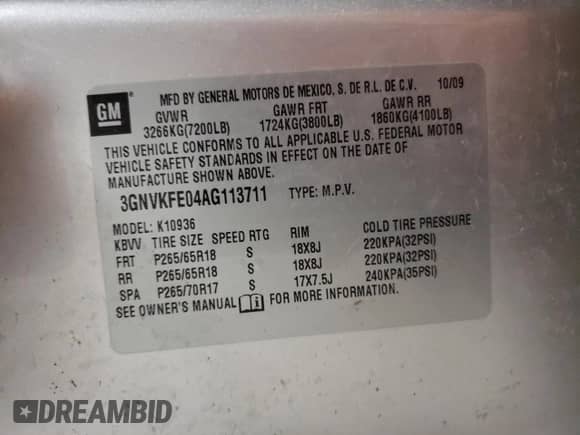 GM
MFD BY GENERAL MOTORS DE MEXICO, S. DE R.L. DE C.V. 10/09
GVWR GAWR FRT GAWR RR
3266KG(7200LB) 1724KG(3800LB) 1860KG(4100LB)
THIS VEHICLE CONFORMS TO ALL APPLICABLE U.S. FEDERAL MOTOR
VEHICLE SAFETY STANDARDS IN EFFECT ON THE DATE OF
MANUFACTURE SHOWN ABOVE.
3GNVKFE04AG113711 TYPE: M.P.V.
MODEL: K10936
KBVV TIRE SIZE SPEED RTG RIM COLD TIRE PRESSURE
FRT P265/65R18 S 18X8J 220KPA(32PSI)
RR P265/65R18 S 18X8J 220KPA(32PSI)
SPA P265/70R17 S 17X7.5J 240KPA(35PSI)
SEE OWNER'S MANUAL FOR MORE INFORMATION.
DREAMBID